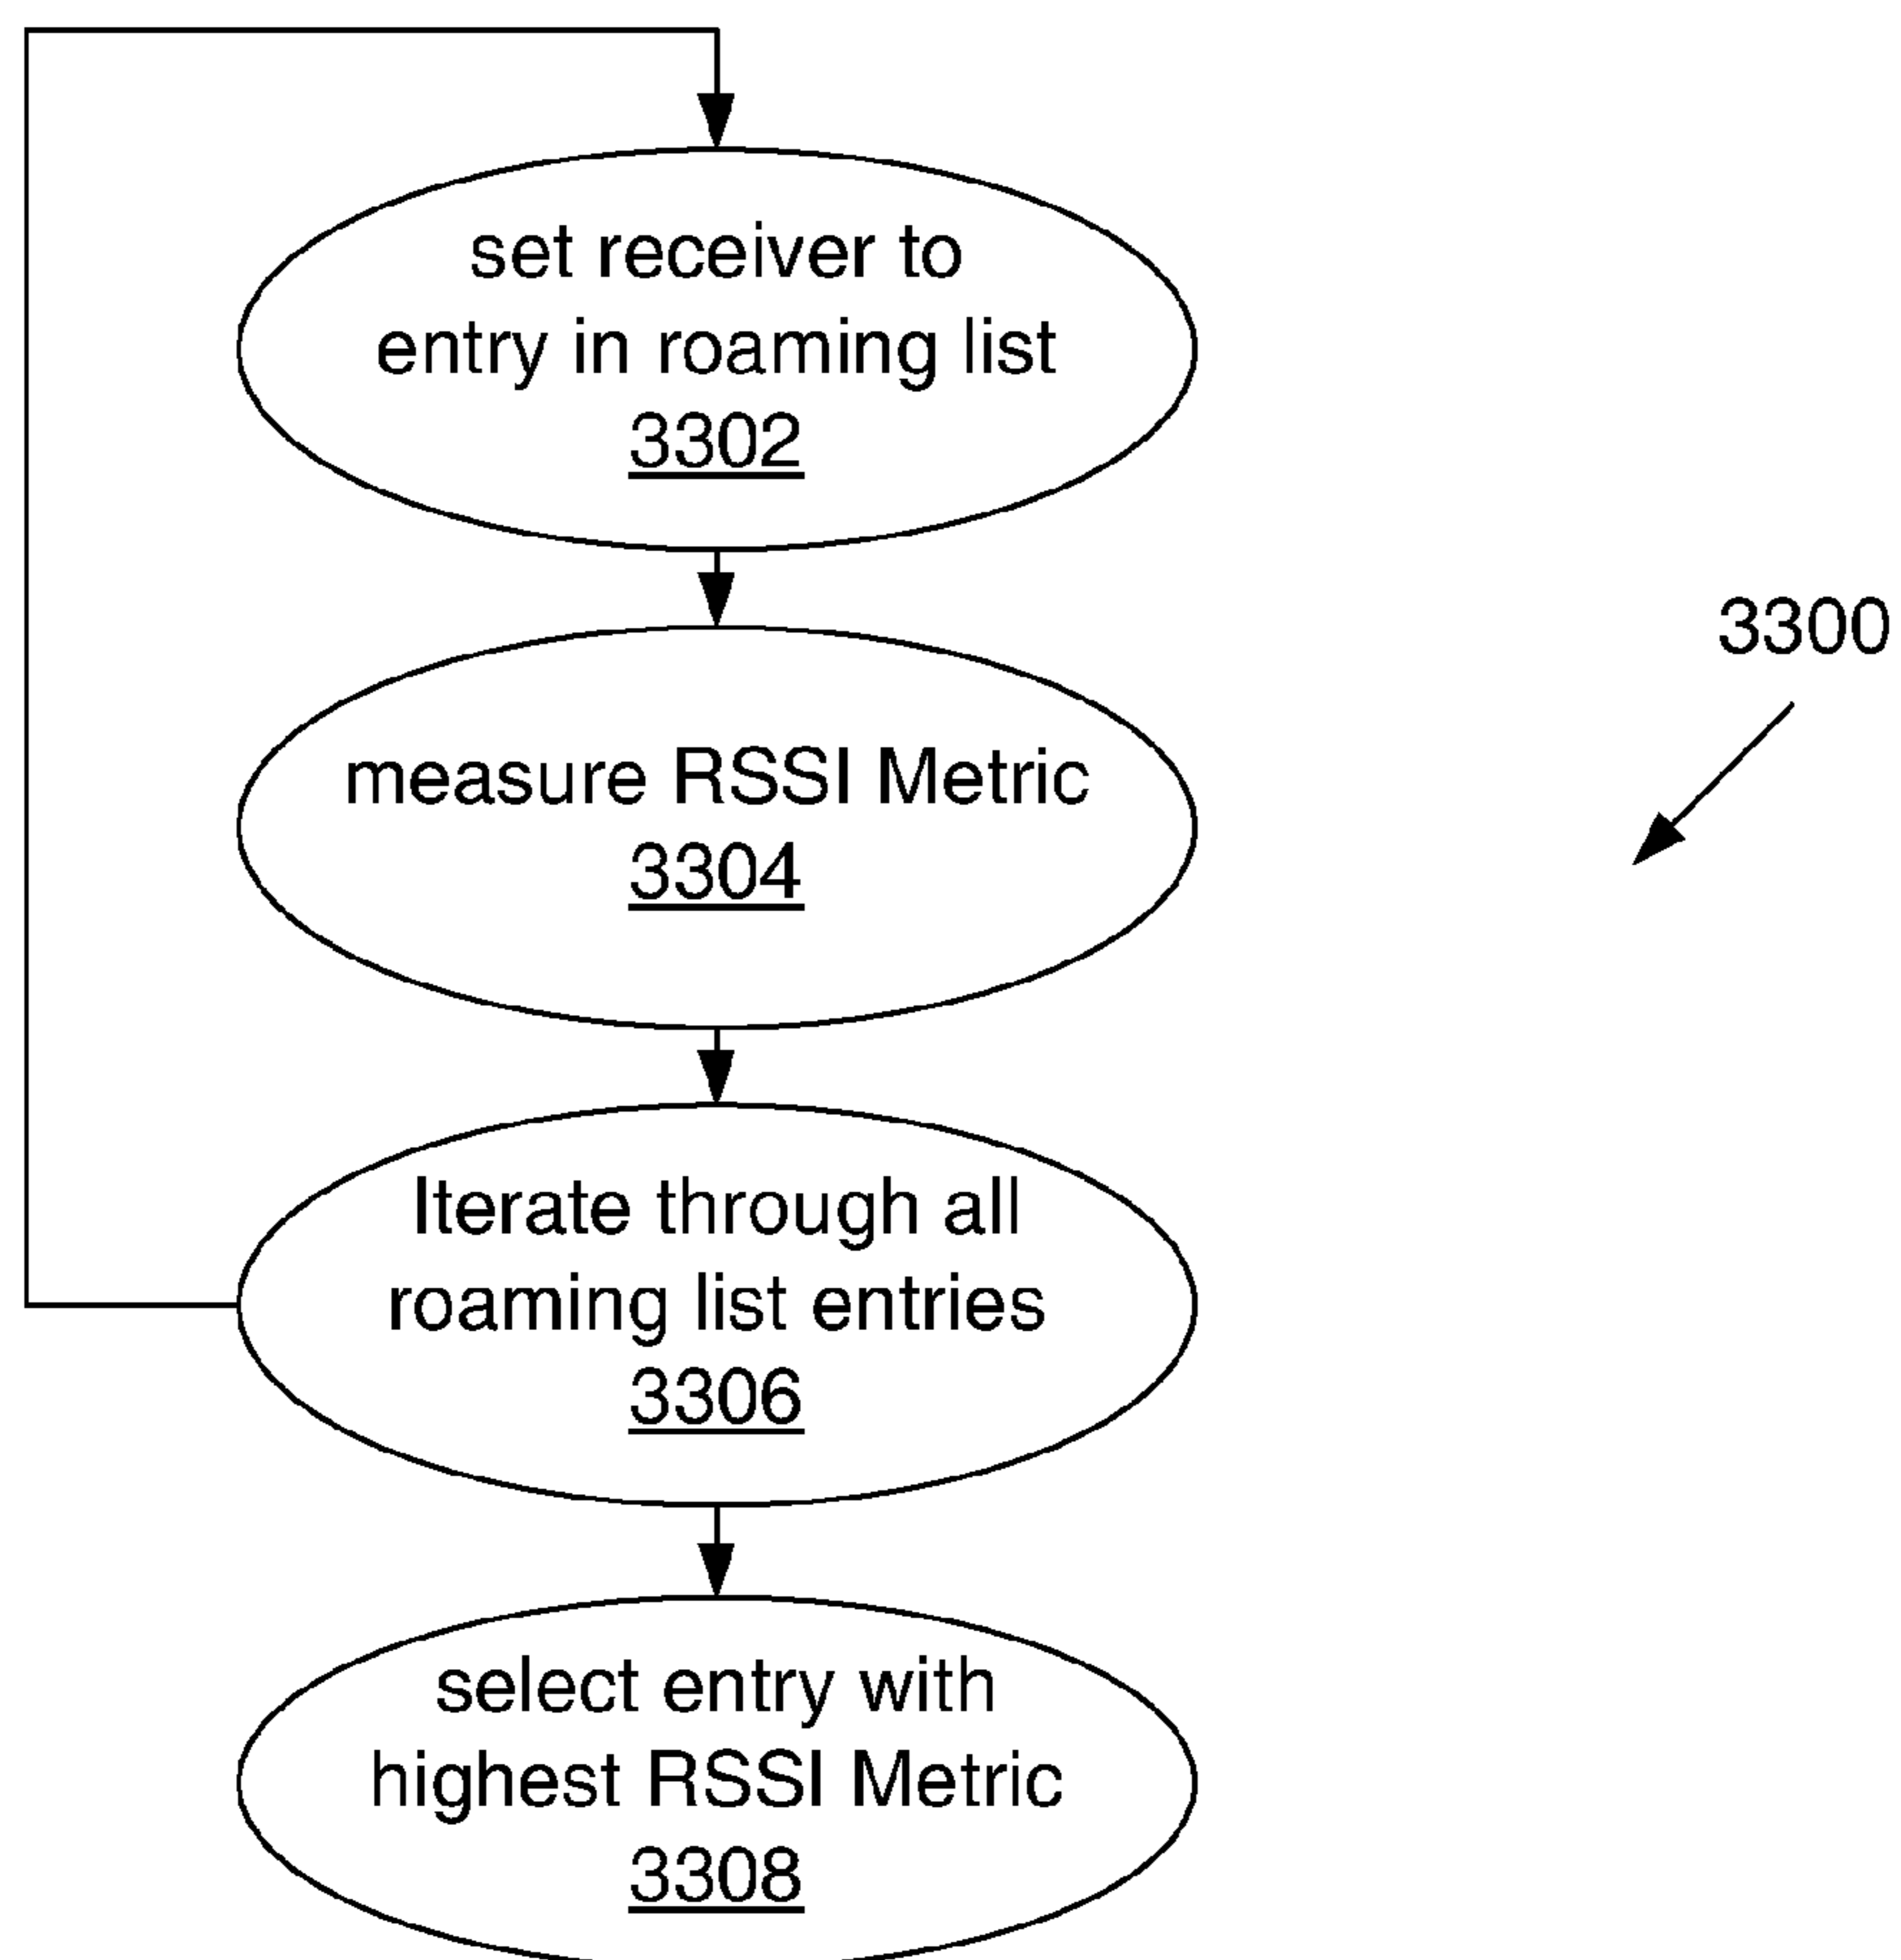 set receiver to
entry in roaming list
3302
3300
measure RSSI Metric
3304
Iterate through all
roaming list entries
3306
select entry with
highest RSSI Metric
3308